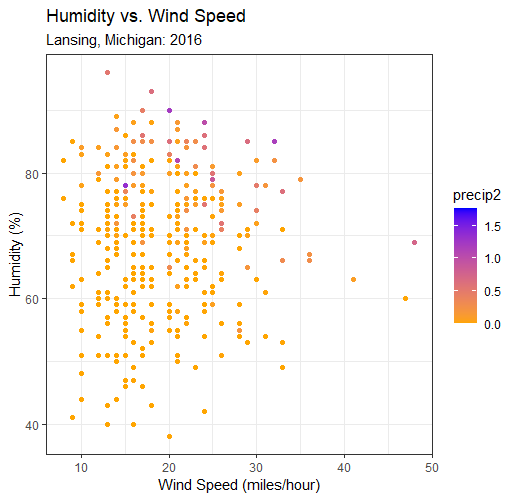 Humidity vs. Wind Speed
Lansing, Michigan: 2016
Humidity (%)
80
60
40
10
20
30
40
50
Wind Speed (miles/hour)
precip2
1.5
1.0
0.5
0.0